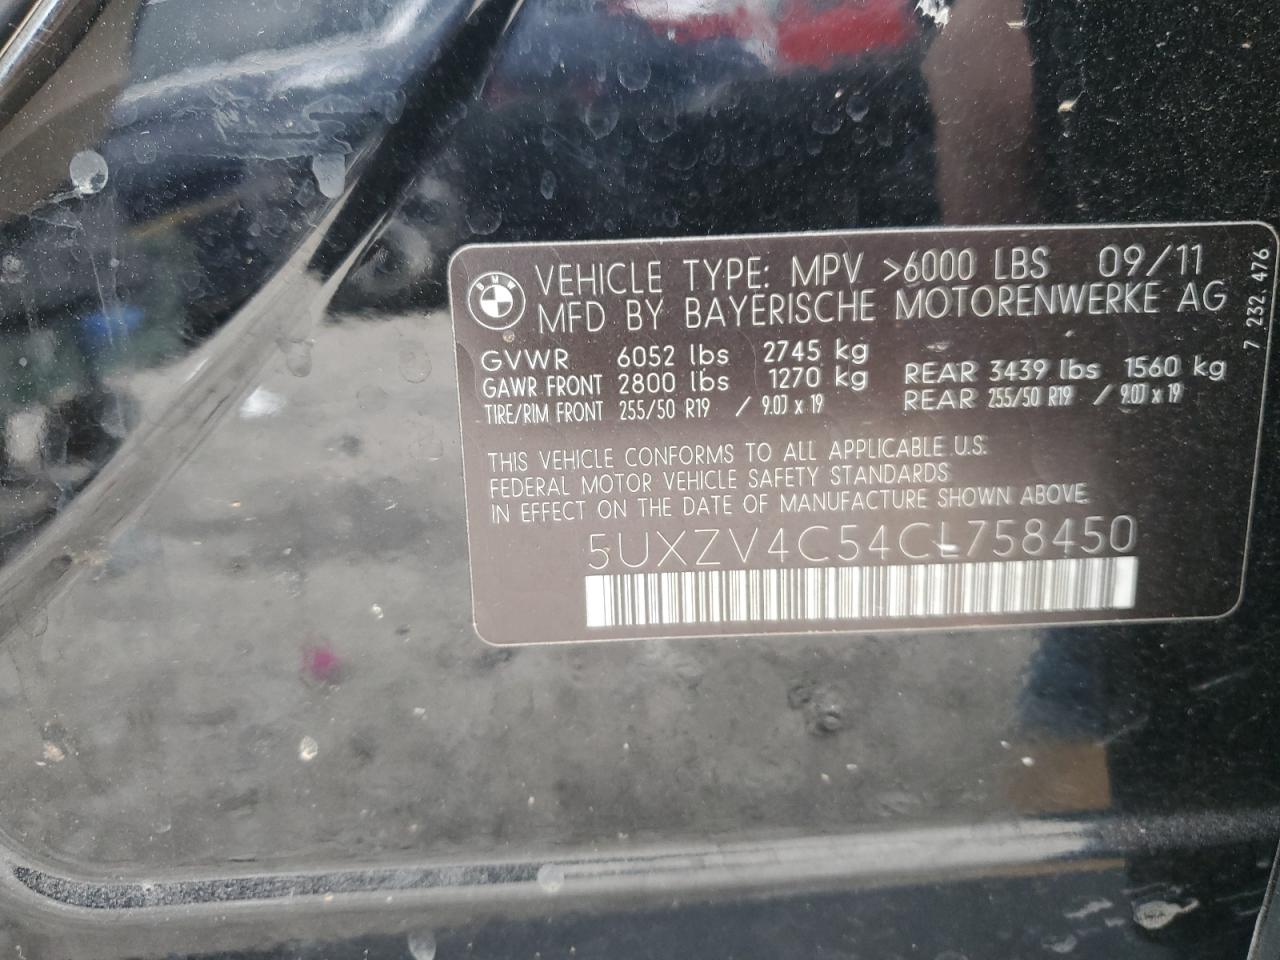 BMW
VEHICLE TYPE: MPV >6000 LBS 09/11
MFD BY BAYERISCHE MOTORENWERKE AG
GVWR 6052 lbs 2745 kg
GAWR FRONT 2800 lbs 1270 kg REAR 3439 lbs 1560 kg
TIRE/RIM FRONT 255/50 R19 / 9.0J x 19 REAR 255/50 R19 / 9.0J x 19
THIS VEHICLE CONFORMS TO ALL APPLICABLE U.S.
FEDERAL MOTOR VEHICLE SAFETY STANDARDS
IN EFFECT ON THE DATE OF MANUFACTURE SHOWN ABOVE
5UXZV4C54CL758450
7 232 476